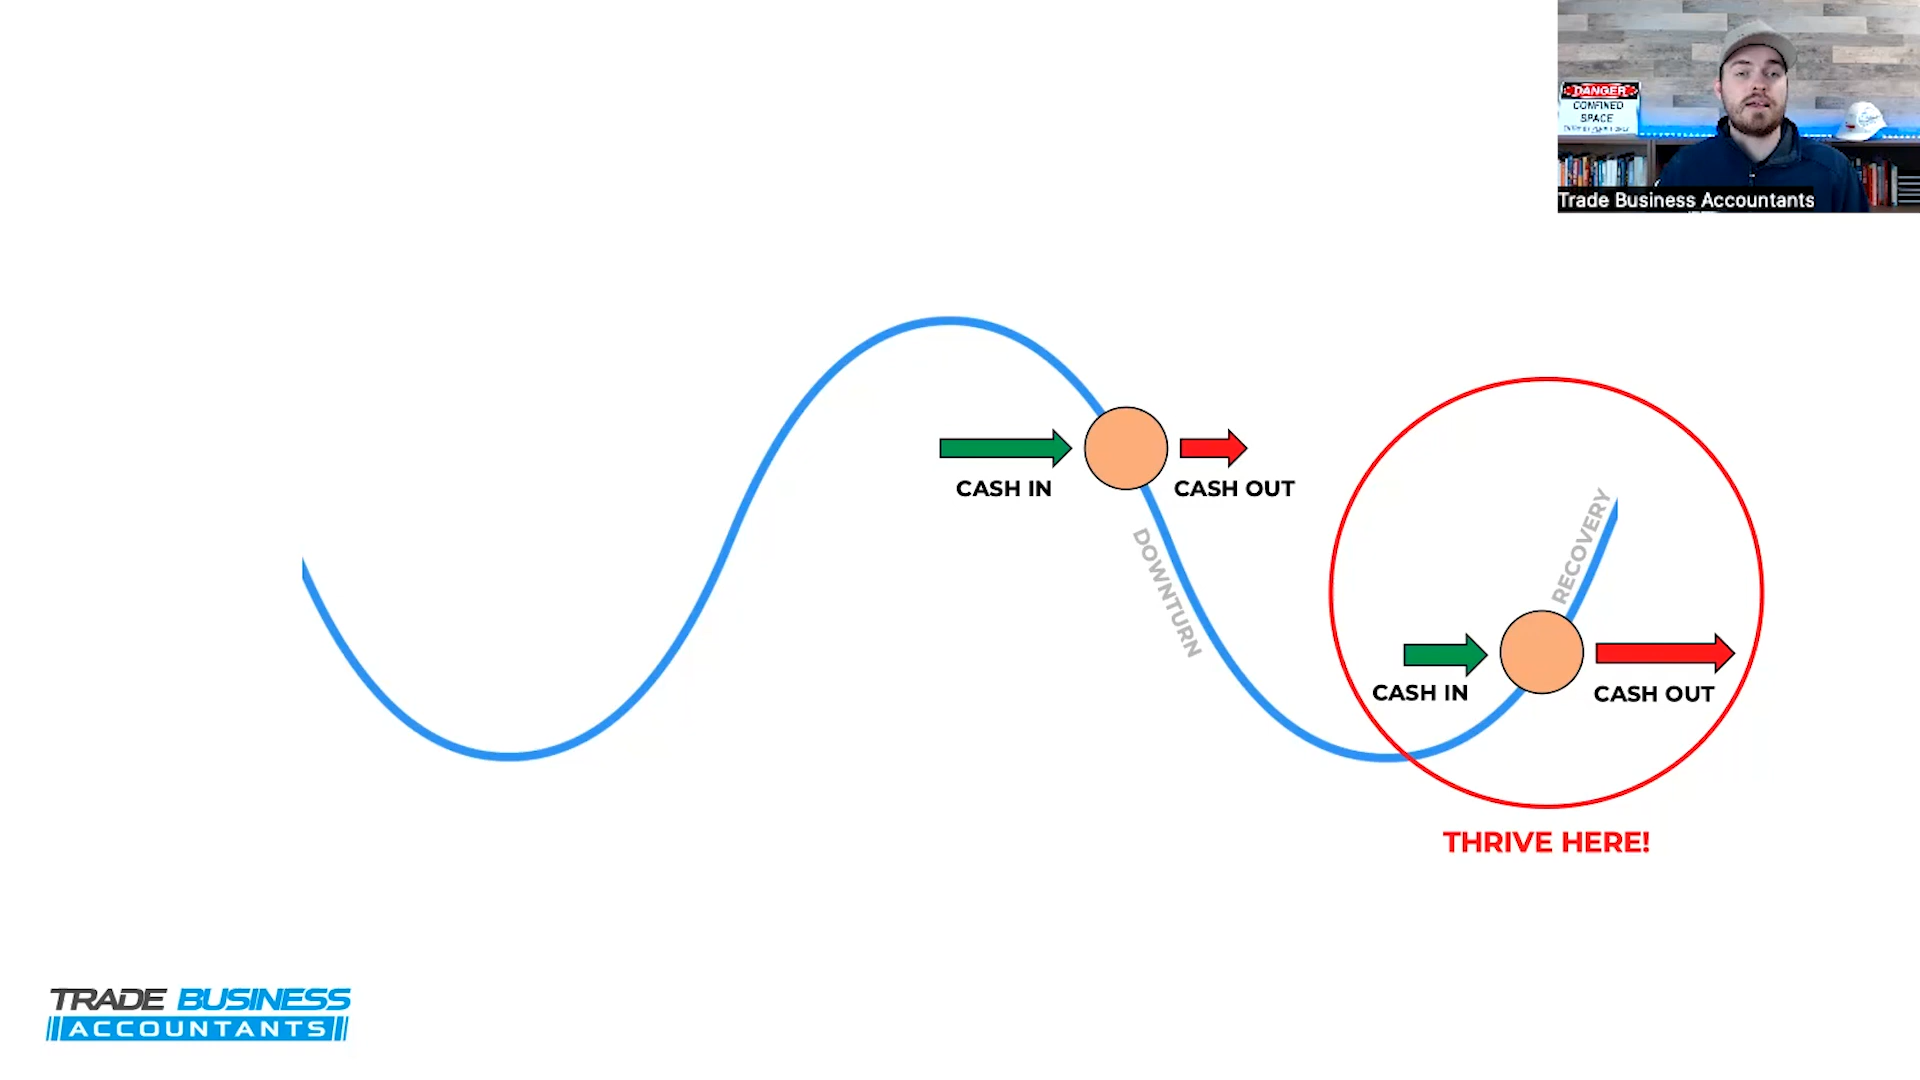 DANGER
CONFINED
SPACE
Trade Business Accountants
CASH IN
CASH OUT
DOWNTURN
RECOVERY
CASH IN
CASH OUT
THRIVE HERE!
TRADE BUSINESS
ACCOUNTANTS